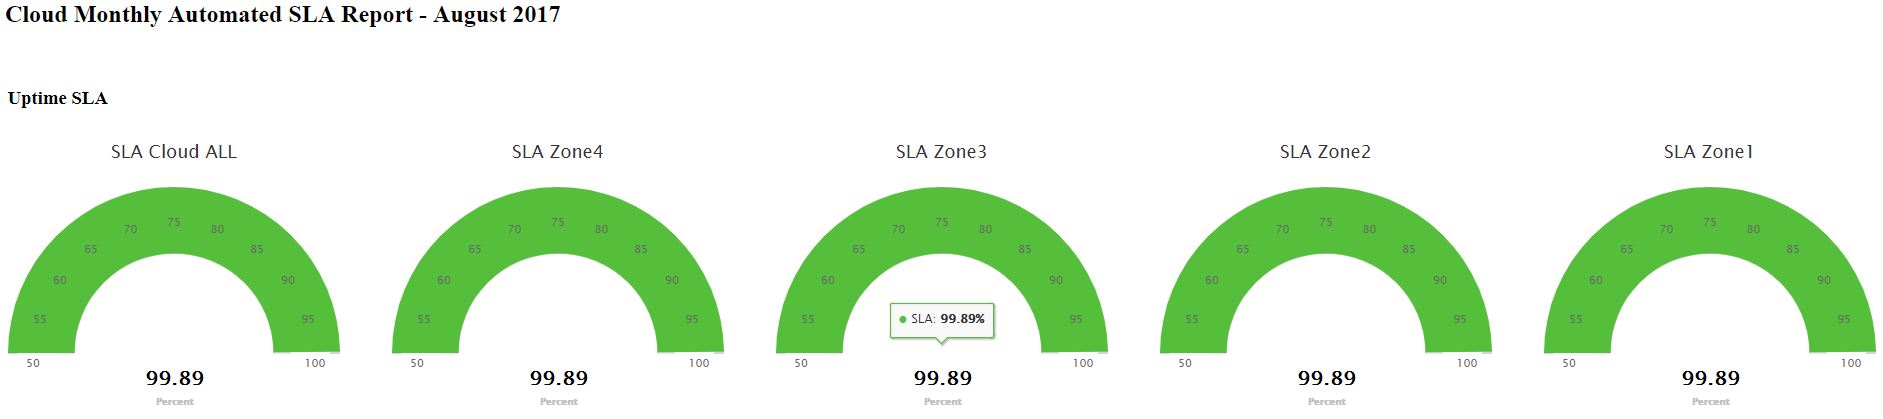 Cloud Monthly Automated SLA Report - August 2017
Uptime SLA
SLA Cloud ALL
50 55 60 65 70 75 80 85 90 95 100
99.89
Percent
SLA Zone4
50 55 60 65 70 75 80 85 90 95 100
99.89
Percent
SLA Zone3
50 55 60 65 70 75 80 85 90 95 100
SLA: 99.89%
99.89
Percent
SLA Zone2
50 55 60 65 70 75 80 85 90 95 100
99.89
Percent
SLA Zone1
50 55 60 65 70 75 80 85 90 95 100
99.89
Percent